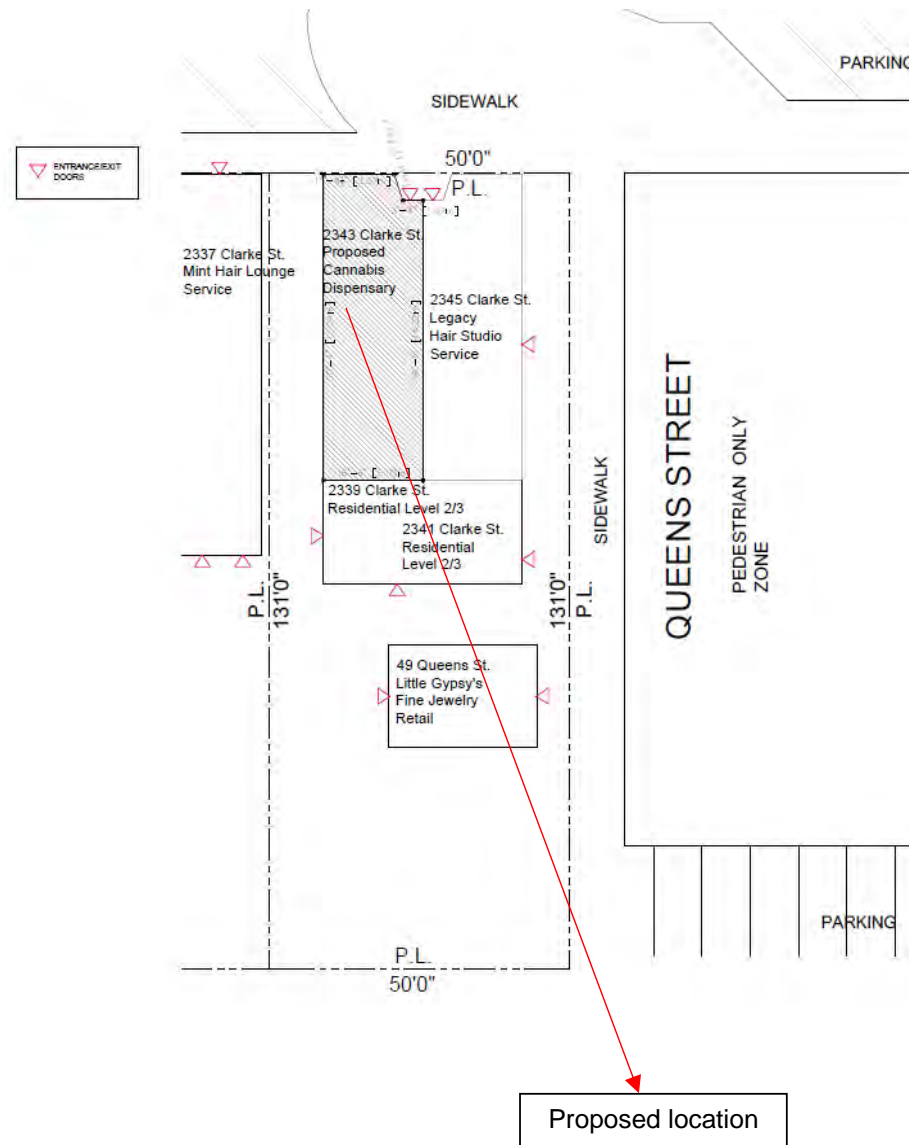 PARKING
SIDEWALK
ENTRANCE/EXIT
DOORS
50'0"
P.L.
2337 Clarke St.
Mint Hair Lounge
Service
2343 Clarke St.
Proposed
Cannabis
Dispensary
2345 Clarke St.
Legacy
Hair Studio
Service
2339 Clarke St.
Residential Level 2/3
2341 Clarke St.
Residential
Level 2/3
SIDEWALK
QUEENS STREET
PEDESTRIAN ONLY
ZONE
P.L.
131'0"
131'0"
P.L.
49 Queens St.
Little Gypsy's
Fine Jewelry
Retail
PARKING
P.L.
50'0"
Proposed location